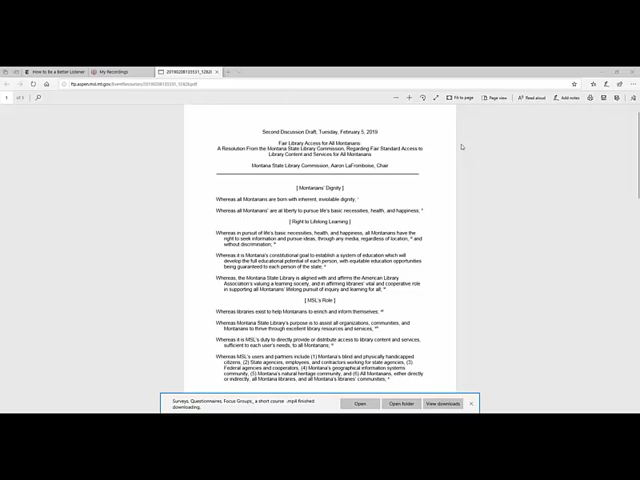 How to Be a Better Listener
My Recordings
1 of 5
Fit to page
Page view
Read aloud
Add notes
Second Discussion Draft, Tuesday, February 5, 2019
Fair Library Access for All Montanans
A Resolution From the Montana State Library Commission, Regarding Fair Standard Access to
Library Content and Services for All Montanans
Montana State Library Commission, Aaron LaFromboise, Chair
[ Montanans' Dignity ]
Whereas all Montanans are born with inherent, inviolable dignity;
Whereas all Montanans' are at liberty to pursue life's basic necessities, health, and happiness,
[ Right to Lifelong Learning ]
Whereas in pursuit of life's basic necessities, health, and happiness, all Montanans have the
right to seek information and pursue ideas, through any media, regardless of location, and
without discrimination,
Whereas it is Montana's constitutional goal to establish a system of education which will
develop the full educational potential of each person, with equitable education opportunities
being guaranteed to each person of the state,
Whereas, the Montana State Library is aligned with and affirms the American Library
Association's valuing a learning society, and in affirming libraries' vital and cooperative role
in supporting all Montanans' lifelong pursuit of inquiry and learning for all;
[ MSL's Role ]
Whereas libraries exist to help Montanans to enrich and inform themselves;
Whereas Montana State Library's purpose is to assist all organizations, communities, and
Montanans to thrive through excellent library resources and services,
Whereas it is MSL's duty to directly provide or distribute access to library content and services,
sufficient to each user's needs, to all Montanans;
Whereas MSL's users and partners include (1) Montana's blind and physically handicapped
citizens, (2) State agencies, employees, and contractors working for state agencies, (3)
Federal agencies and cooperators, (4) Montana's geographical information systems
community, (5) Montana's natural heritage community, and (6) All Montanans, either directly
or indirectly, all Montana libraries, and all Montana's libraries' communities,
Surveys, Questionnaires, Focus Groups_ a short course .mp4 finished
downloading.
Open
Open folder
View downloads